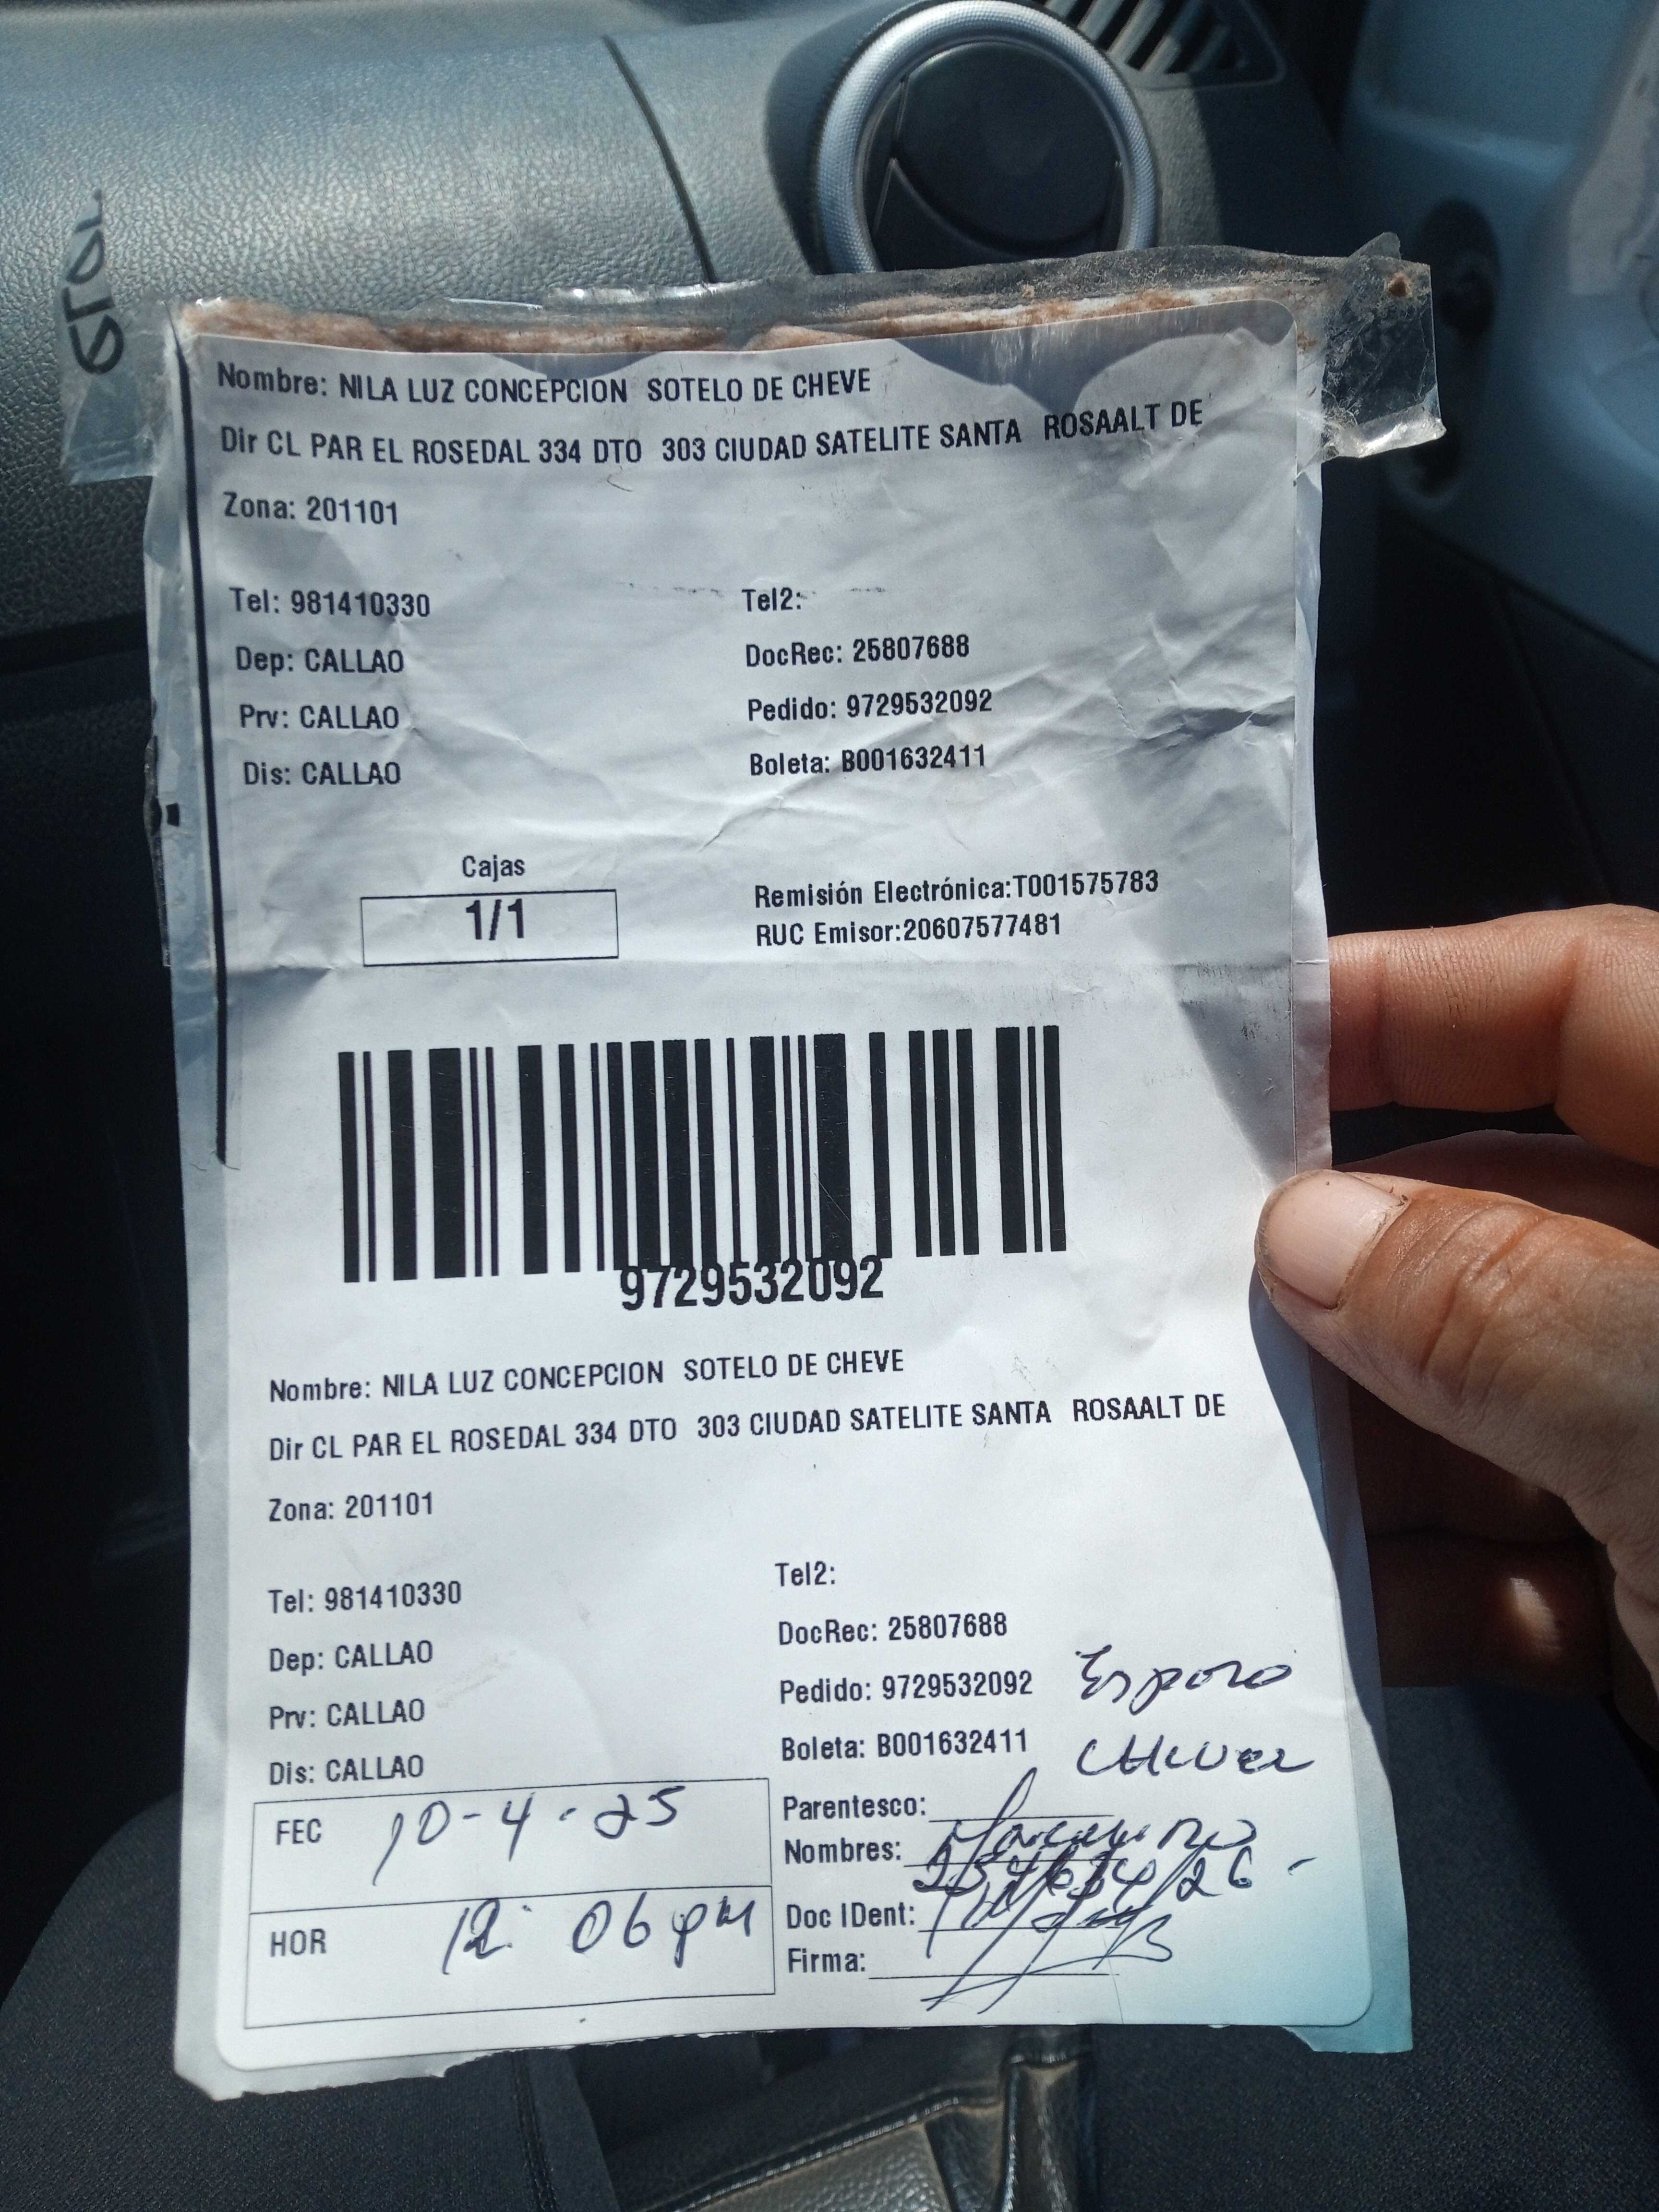 Nombre: NILA LUZ CONCEPCION SOTELO DE CHEVE
Dir CL PAR EL ROSEDAL 334 DTO 303 CIUDAD SATELITE SANTA ROSAALT DE
Zona: 201101
Tel: 981410330 Tel2:
Dep: CALLAO DocRec: 25807688
Prv: CALLAO Pedido: 9729532092
Dis: CALLAO Boleta: B001632411
Cajas
1/1
Remisión Electrónica:T001575783
RUC Emisor:20607577481
9729532092
Nombre: NILA LUZ CONCEPCION SOTELO DE CHEVE
Dir CL PAR EL ROSEDAL 334 DTO 303 CIUDAD SATELITE SANTA ROSAALT DE
Zona: 201101
Tel: 981410330 Tel2:
Dep: CALLAO DocRec: 25807688
Prv: CALLAO Pedido: 9729532092 Esposo
Dis: CALLAO Boleta: B001632411
FEC 10-4-25
HOR 12:06 pm
Parentesco:
Nombres:
Doc IDent:
Firma: